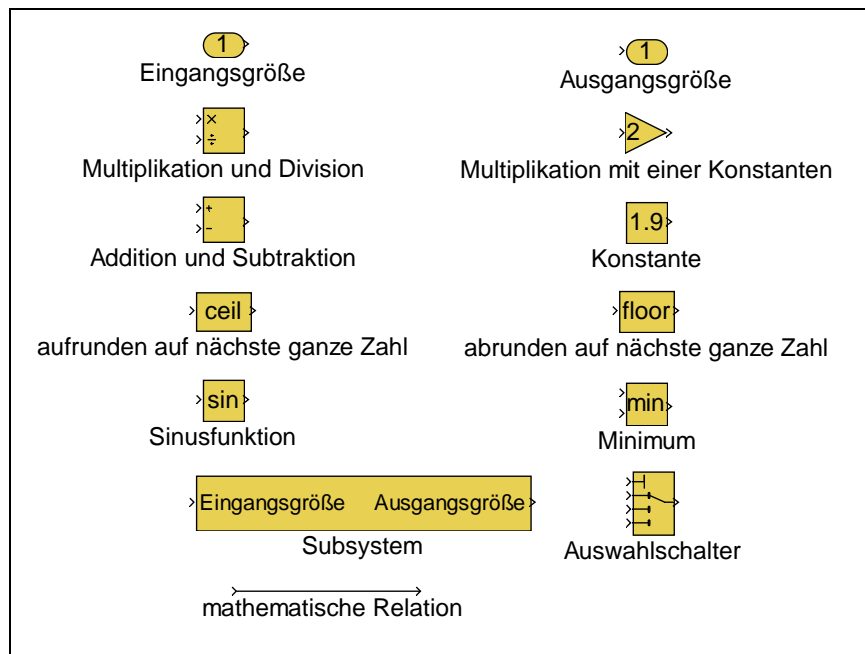 1 1
Eingangsgröße Ausgangsgröße
× 2
÷
Multiplikation und Division Multiplikation mit einer Konstanten
+
− 1.9
Addition und Subtraktion Konstante
ceil floor
aufrunden auf nächste ganze Zahl abrunden auf nächste ganze Zahl
sin min
Sinusfunktion Minimum
Eingangsgröße Ausgangsgröße
Subsystem Auswahlschalter
mathematische Relation